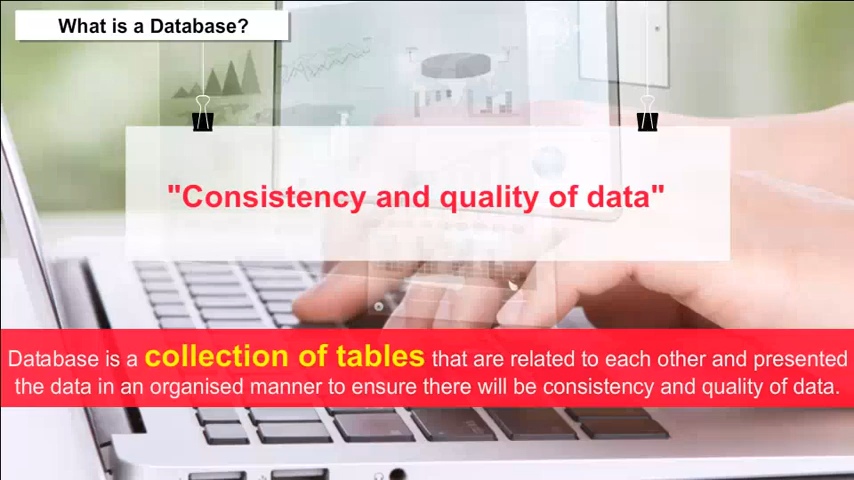 What is a Database?
"Consistency and quality of data"
Database is a collection of tables that are related to each other and presented
the data in an organised manner to ensure there will be consistency and quality of data.